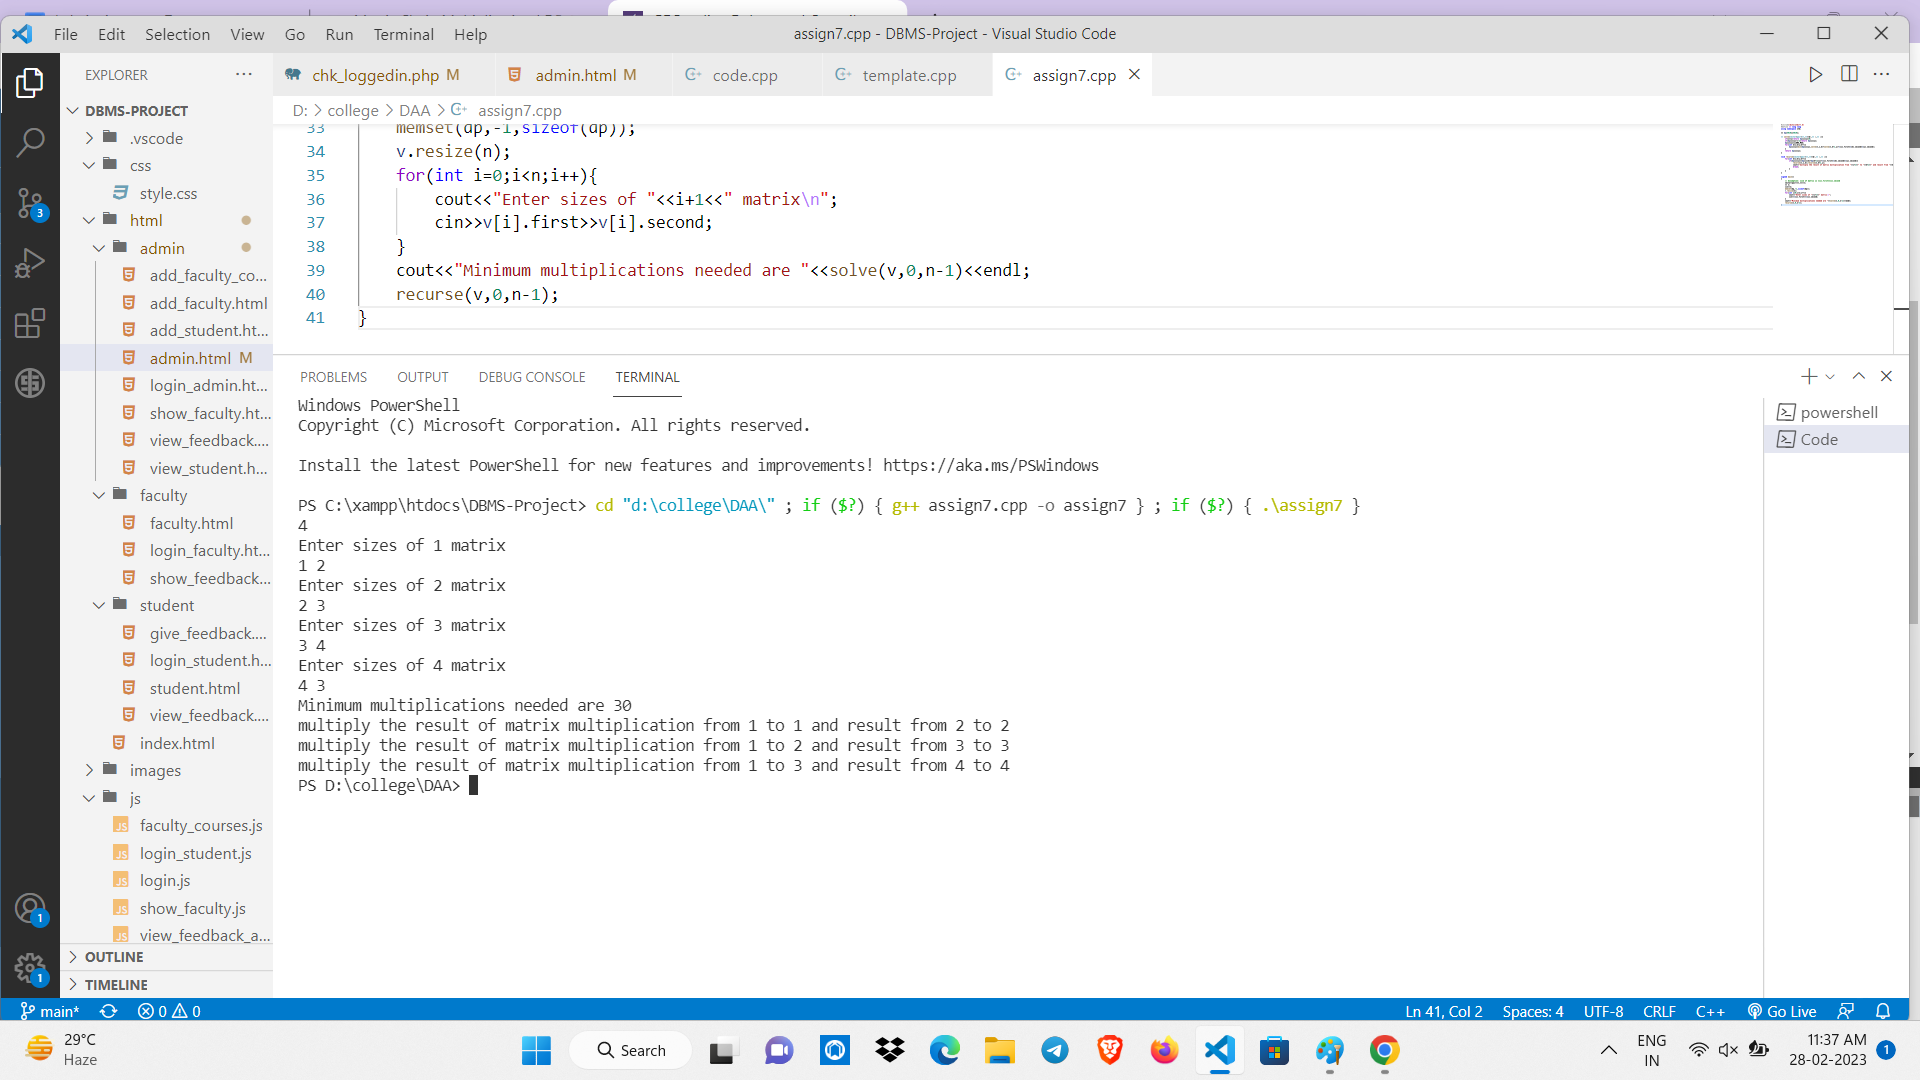 File Edit Selection View Go Run Terminal Help
assign7.cpp - DBMS-Project - Visual Studio Code
EXPLORER
DBMS-PROJECT
.vscode
css
style.css
html
admin
add_faculty_co...
add_faculty.html
add_student.ht...
admin.html M
login_admin.ht...
show_faculty.ht...
view_feedback....
view_student.h...
faculty
faculty.html
login_faculty.ht...
show_feedback...
student
give_feedback....
login_student.h...
student.html
view_feedback....
index.html
images
js
faculty_courses.js
login_student.js
login.js
show_faculty.js
view_feedback_a...
OUTLINE
TIMELINE
3
1
1
chk_loggedin.php M
admin.html M
code.cpp
template.cpp
assign7.cpp
D: > college > DAA > assign7.cpp
33 memset(dp,-1,sizeof(dp));
34 v.resize(n);
35 for(int i=0;i<n;i++){
36 cout<<"Enter sizes of "<<i+1<<" matrix\n";
37 cin>>v[i].first>>v[i].second;
38 }
39 cout<<"Minimum multiplications needed are "<<solve(v,0,n-1)<<endl;
40 recurse(v,0,n-1);
41 }
PROBLEMS OUTPUT DEBUG CONSOLE TERMINAL
powershell
Code
Windows PowerShell
Copyright (C) Microsoft Corporation. All rights reserved.
Install the latest PowerShell for new features and improvements! https://aka.ms/PSWindows
PS C:\xampp\htdocs\DBMS-Project> cd "d:\college\DAA\" ; if ($?) { g++ assign7.cpp -o assign7 } ; if ($?) { .\assign7 }
4
Enter sizes of 1 matrix
1 2
Enter sizes of 2 matrix
2 3
Enter sizes of 3 matrix
3 4
Enter sizes of 4 matrix
4 3
Minimum multiplications needed are 30
multiply the result of matrix multiplication from 1 to 1 and result from 2 to 2
multiply the result of matrix multiplication from 1 to 2 and result from 3 to 3
multiply the result of matrix multiplication from 1 to 3 and result from 4 to 4
PS D:\college\DAA>
main* 0 0
Ln 41, Col 2 Spaces: 4 UTF-8 CRLF C++ Go Live
29°C
Haze
Search
ENG
IN
11:37 AM
28-02-2023
1